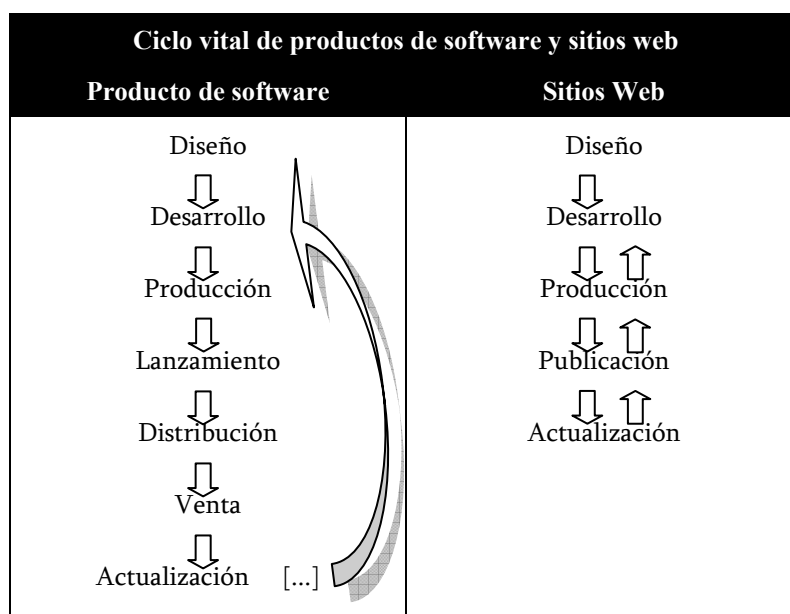 Ciclo vital de productos de software y sitios web
Producto de software
Sitios Web
Diseño
Desarrollo
Producción
Lanzamiento
Distribución
Venta
Actualización [...]
Diseño
Desarrollo
Producción
Publicación
Actualización